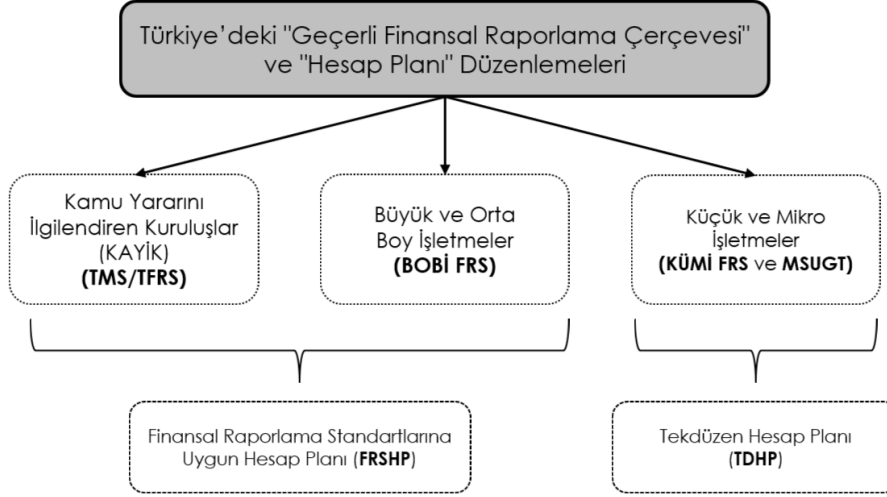 Türkiye’deki "Geçerli Finansal Raporlama Çerçevesi"
ve "Hesap Planı" Düzenlemeleri
Kamu Yararını
İlgilendiren Kuruluşlar
(KAYİK)
(TMS/TFRS)
Büyük ve Orta
Boy İşletmeler
(BOBİ FRS)
Küçük ve Mikro
İşletmeler
(KÜMİ FRS ve MSUGT)
Finansal Raporlama Standartlarına
Uygun Hesap Planı (FRSHP)
Tekdüzen Hesap Planı
(TDHP)